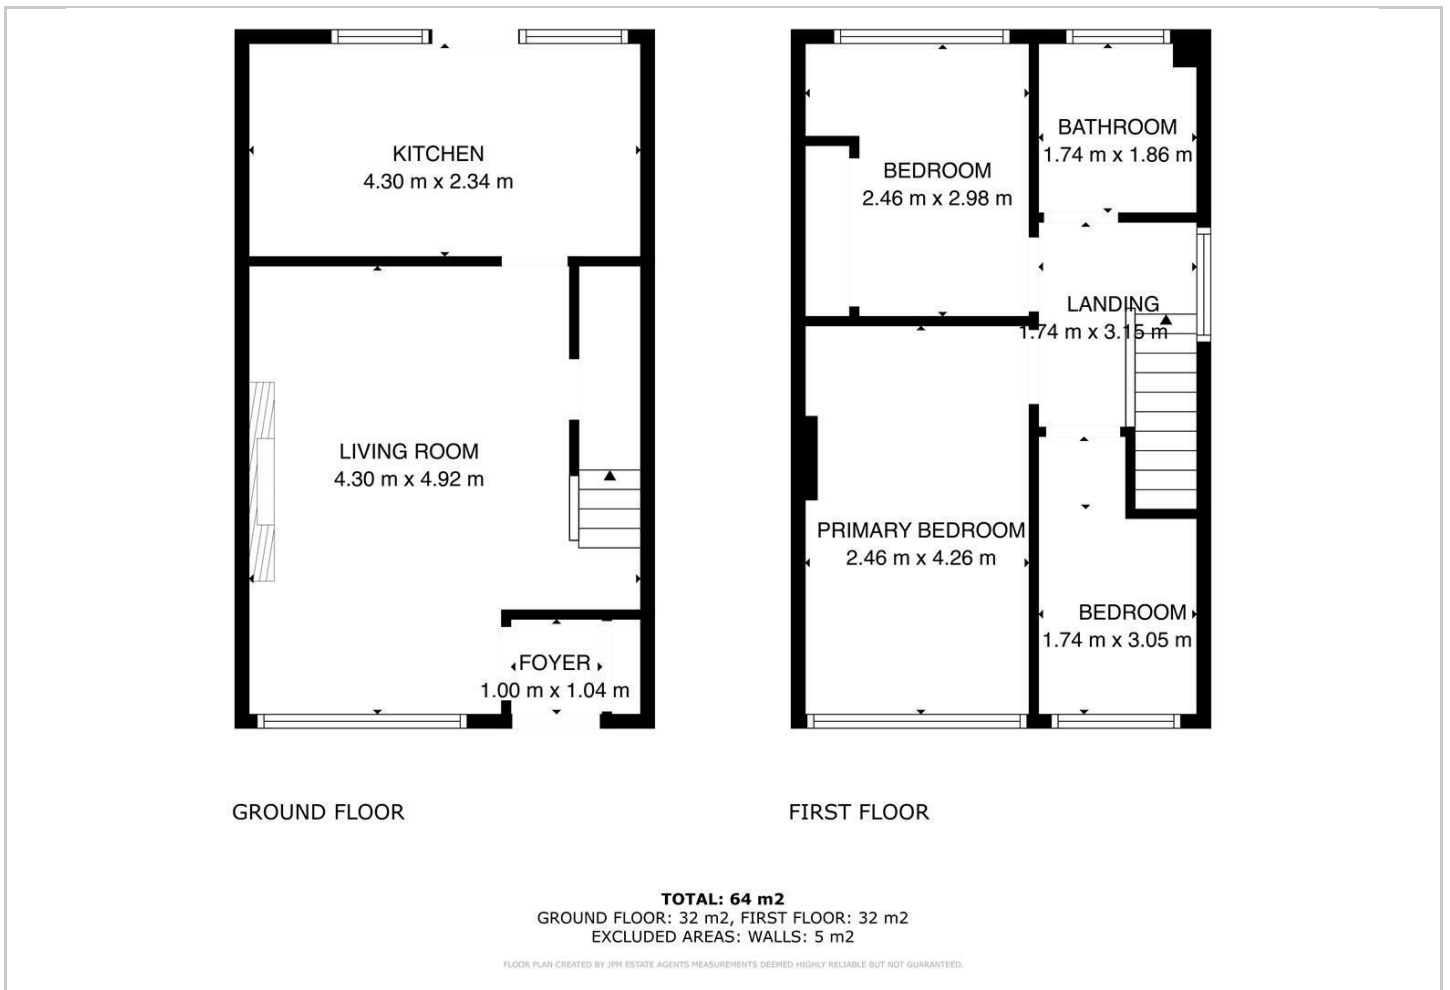 KITCHEN
4.30 m x 2.34 m
LIVING ROOM
4.30 m x 4.92 m
FOYER
1.00 m x 1.04 m
BEDROOM
2.46 m x 2.98 m
BATHROOM
1.74 m x 1.86 m
LANDING
1.74 m x 3.15 m
PRIMARY BEDROOM
2.46 m x 4.26 m
BEDROOM
1.74 m x 3.05 m
GROUND FLOOR
FIRST FLOOR
TOTAL: 64 m2
GROUND FLOOR: 32 m2, FIRST FLOOR: 32 m2
EXCLUDED AREAS: WALLS: 5 m2
FLOOR PLAN CREATED BY JPM ESTATE AGENTS MEASUREMENTS DEEMED HIGHLY RELIABLE BUT NOT GUARANTEED.